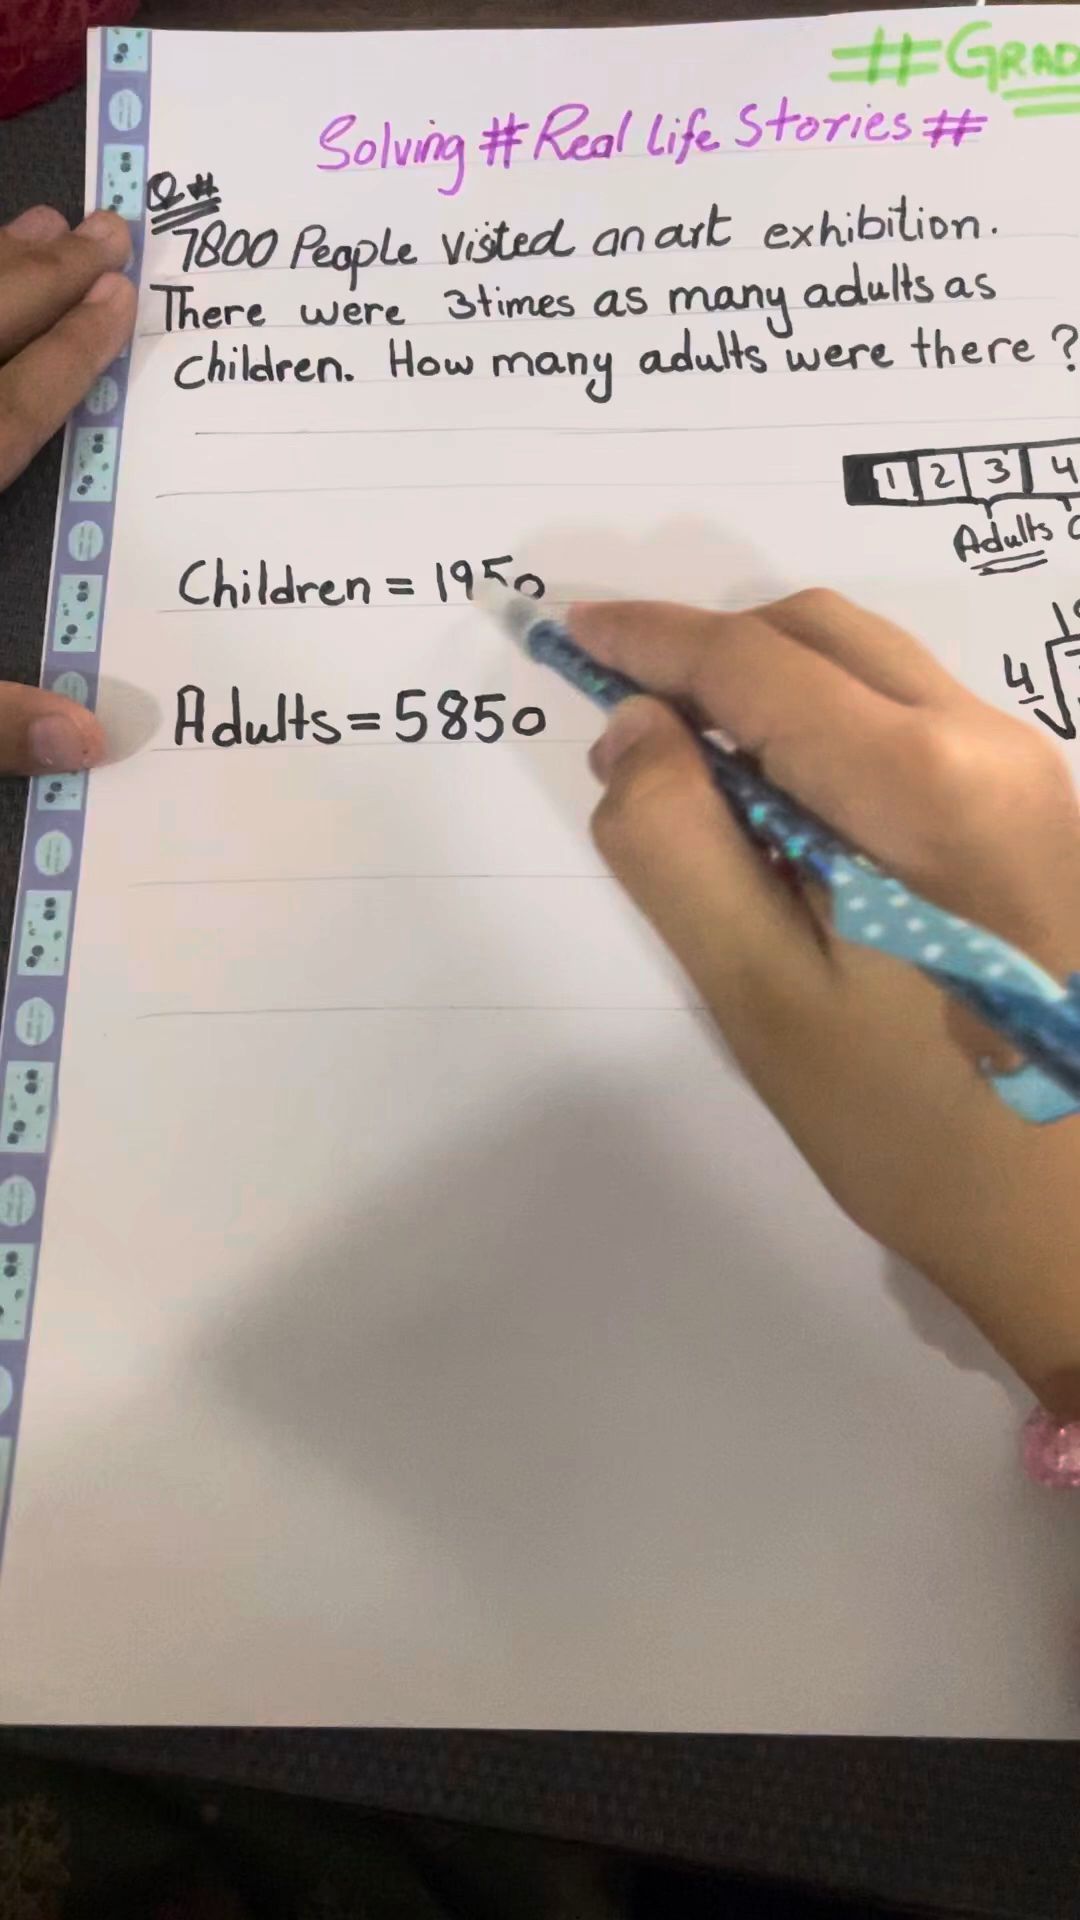 #GRAD
Solving #Real Life Stories#
Q#
7800 People visted an art exhibition.
There were 3times as many adults as
children. How many adults were there?
1 2 3 4
Adults
Children = 1950
4
Adults = 5850